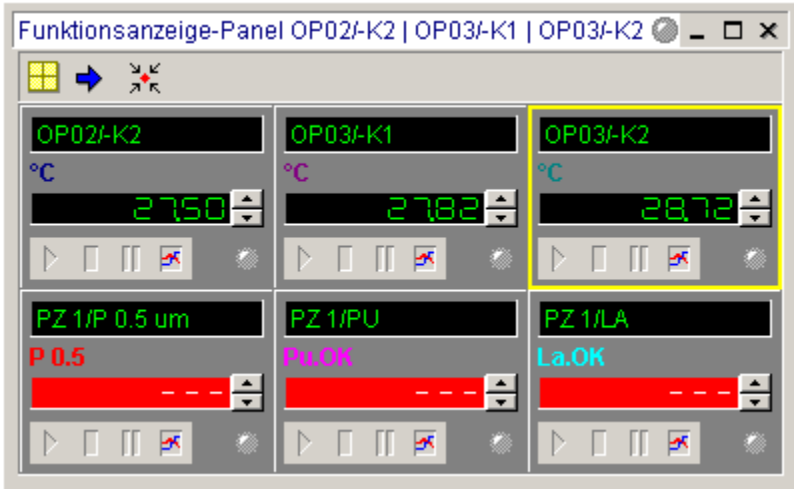 Funktionsanzeige-Panel OP02/-K2 | OP03/-K1 | OP03/-K2
OP02/-K2 OP03/-K1 OP03/-K2
°C °C °C
27.50 27.82 28.72
PZ 1/P 0.5 um PZ 1/PU PZ 1/LA
P 0.5 Pu.OK La.OK
--- --- ---